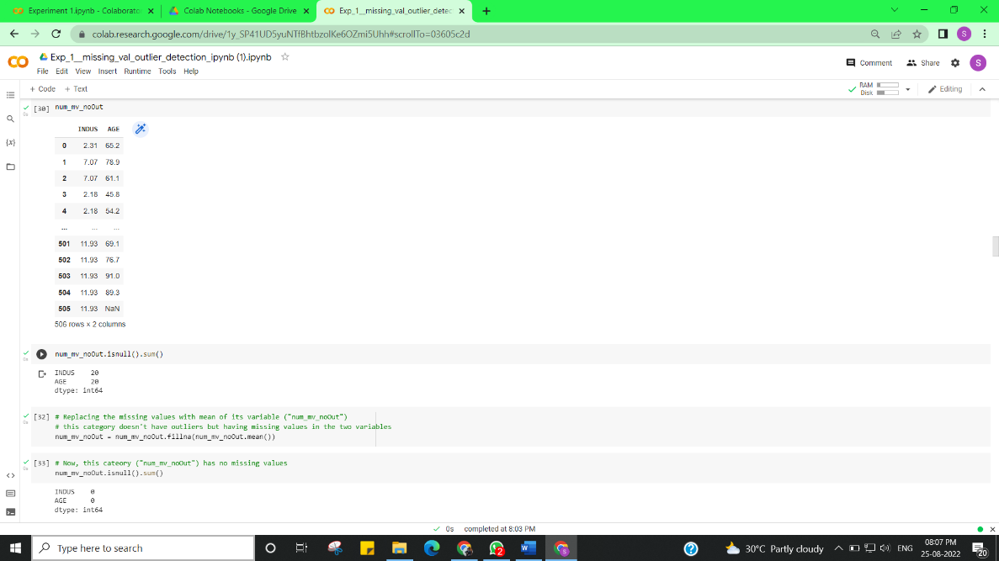 Experiment 1.ipynb - Colaborato
Colab Notebooks - Google Drive
Exp_1__missing_val_outlier_detec
colab.research.google.com/drive/1y_SP41UD5yuNTfBhtbzolKe6OZmi5Uhh#scrollTo=03605c2d
S
Exp_1__missing_val_outlier_detection_ipynb (1).ipynb
File Edit View Insert Runtime Tools Help
Comment
Share
S
+ Code + Text
RAM
Disk
Editing
[30] num_mv_noOut
0s
INDUS AGE
0 2.31 65.2
1 7.07 78.9
2 7.07 61.1
3 2.18 45.8
4 2.18 54.2
... ... ...
501 11.93 69.1
502 11.93 76.7
503 11.93 91.0
504 11.93 89.3
505 11.93 NaN
506 rows × 2 columns
num_mv_noOut.isnull().sum()
0s
INDUS 20
AGE 20
dtype: int64
[32] # Replacing the missing values with mean of its variable ("num_mv_noOut")
0s
# this category doesn't have outliers but having missing values in the two variables
num_mv_noOut = num_mv_noOut.fillna(num_mv_noOut.mean())
[33] # Now, this cateory ("num_mv_noOut") has no missing values
0s
num_mv_noOut.isnull().sum()
INDUS 0
AGE 0
dtype: int64
0s completed at 8:03 PM
Type here to search
2
30°C Partly cloudy
ENG
08:07 PM
25-08-2022
20